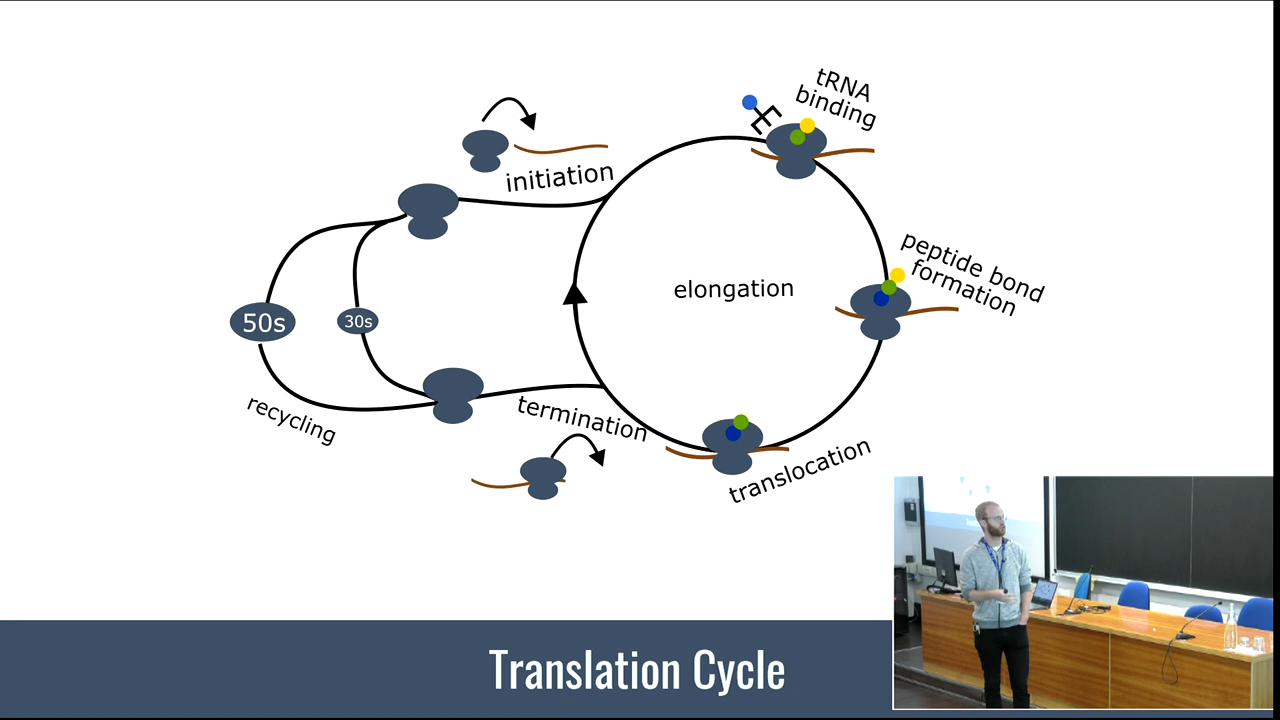 tRNA
binding
initiation
peptide bond
formation
elongation
50s
30s
recycling
termination
translocation
Translation Cycle